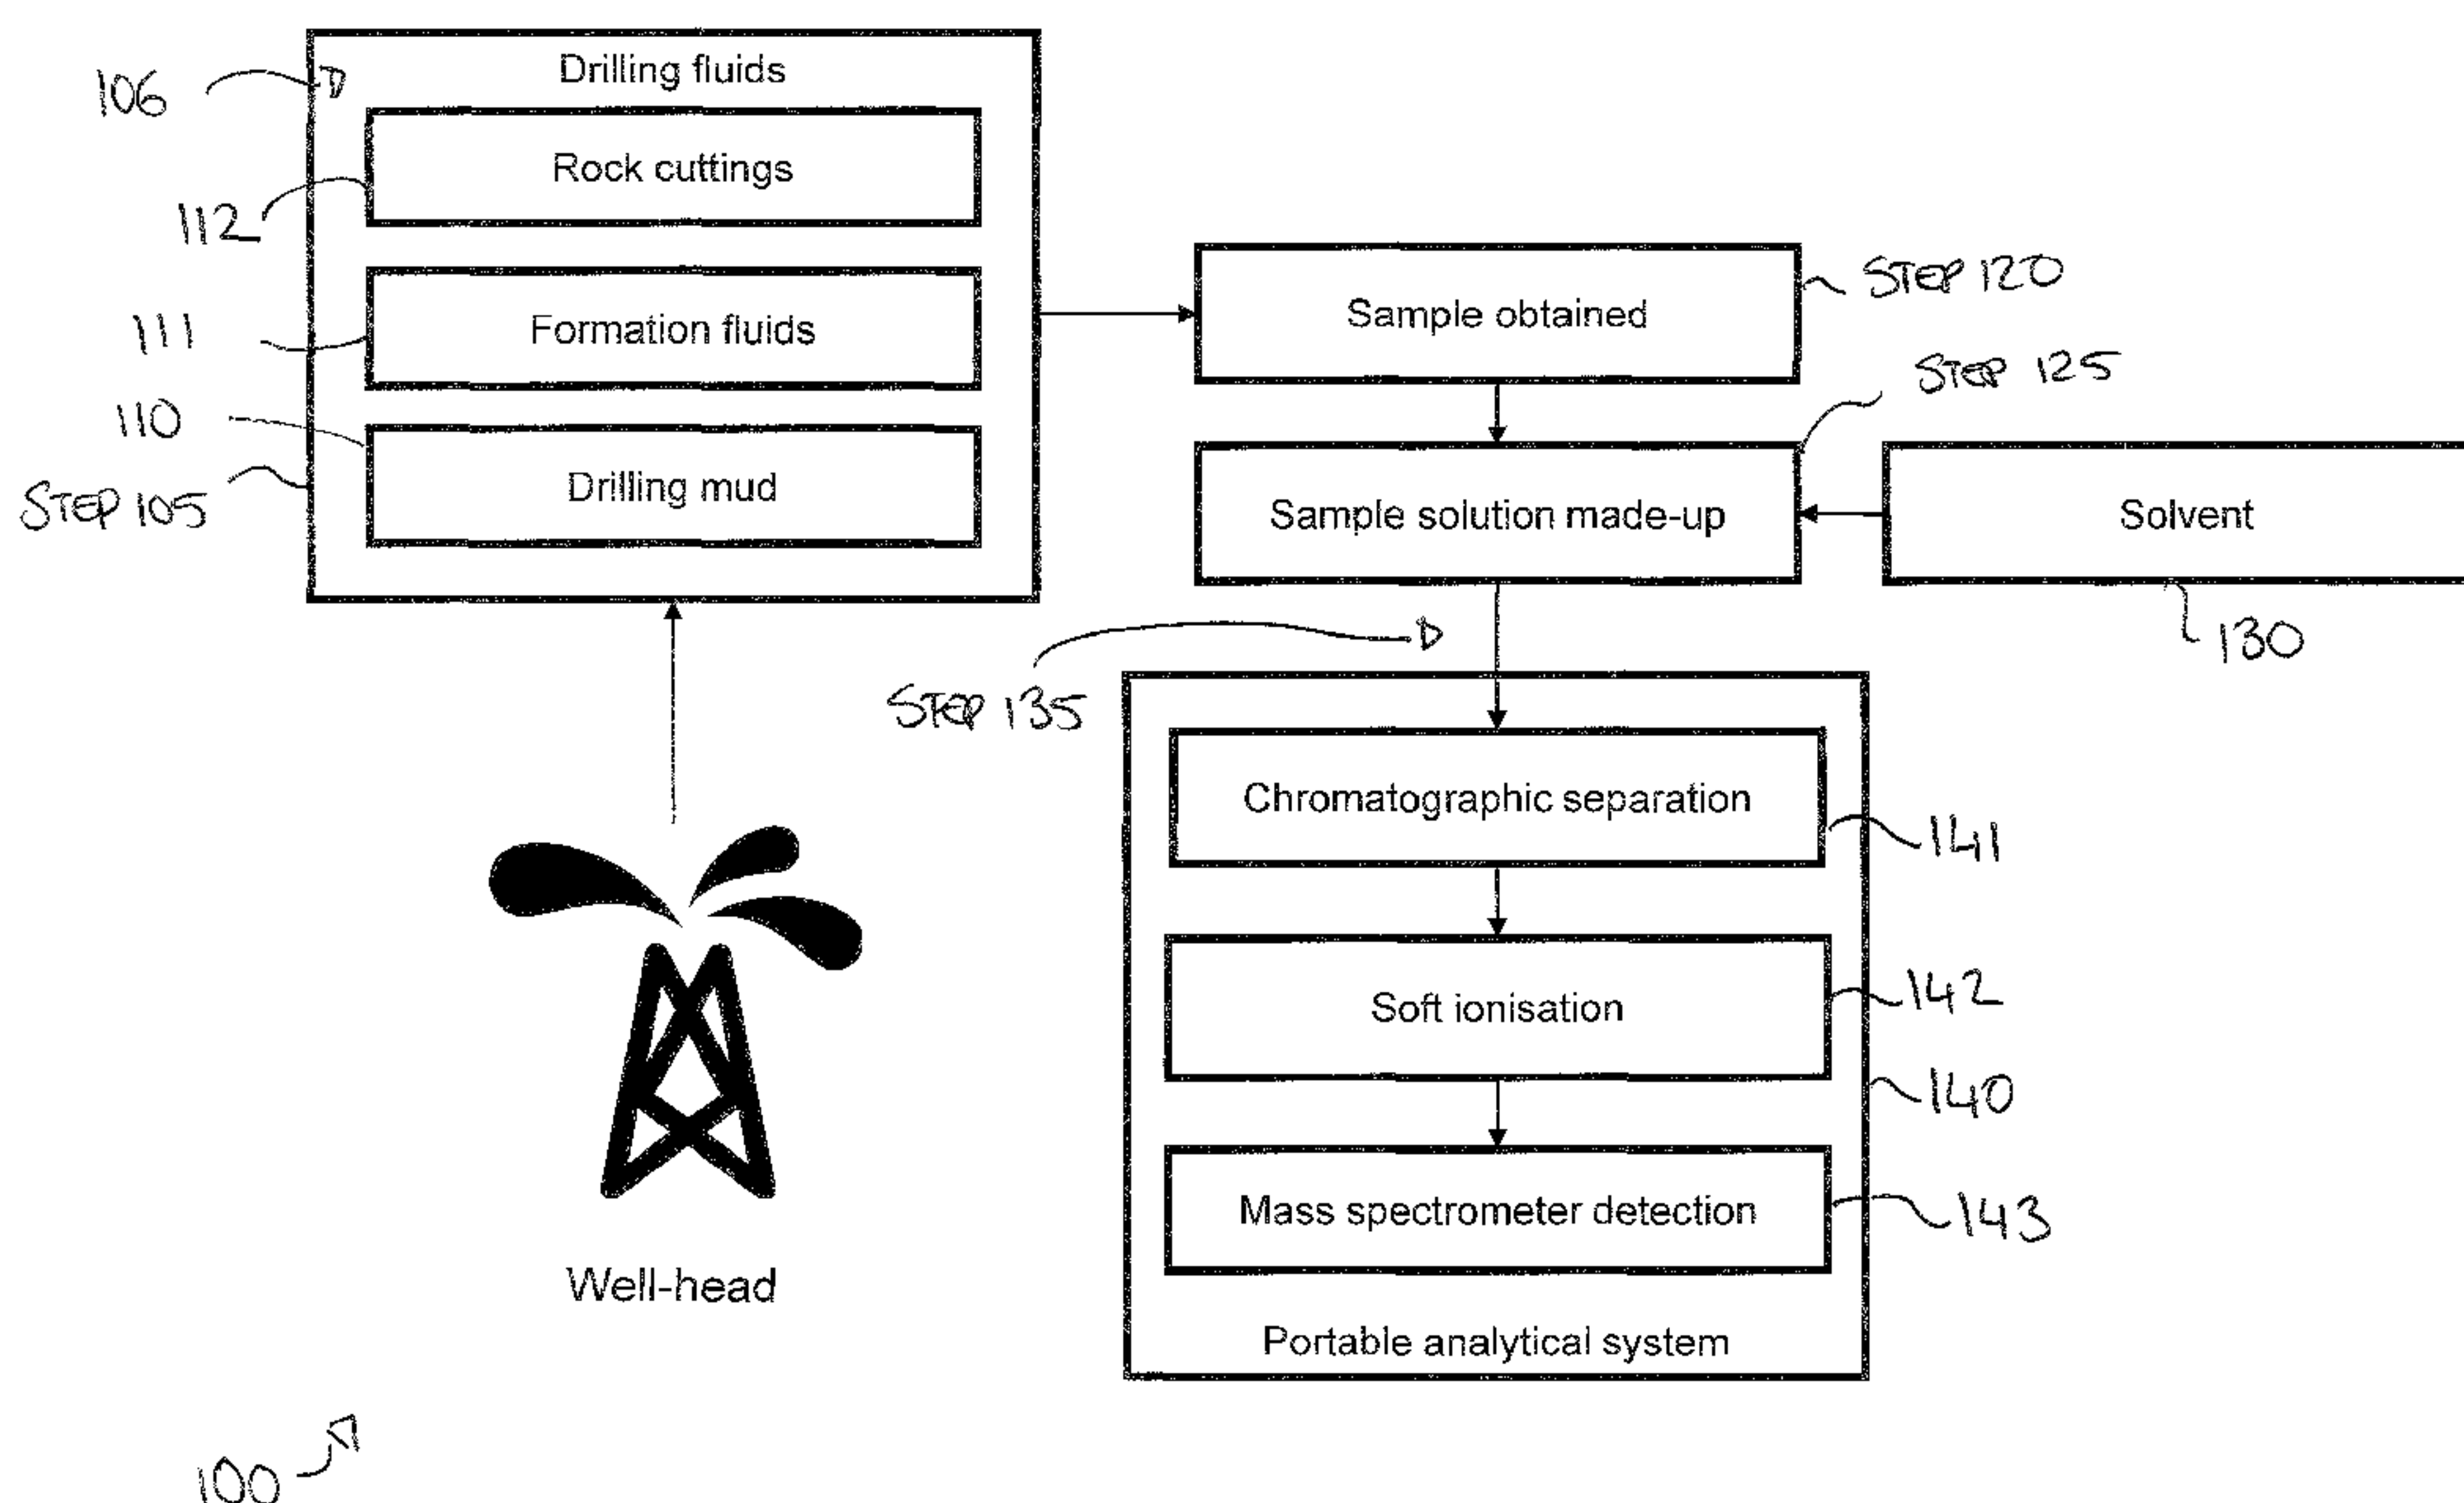 Drilling fluids
106
Rock cuttings
112
Formation fluids
111
110
Drilling mud
STEP 105
Sample obtained
STEP 120
STEP 125
Sample solution made-up
Solvent
130
STEP 135
Chromatographic separation
141
Soft ionisation
142
140
Mass spectrometer detection
143
Portable analytical system
Well-head
100